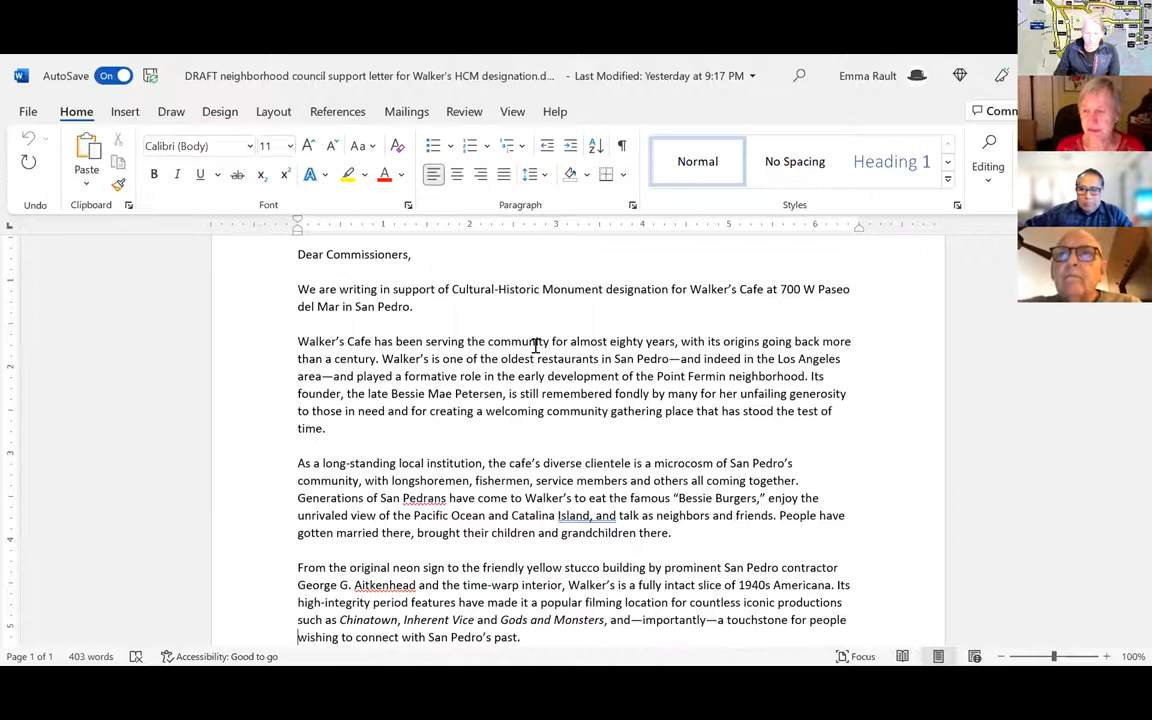 AutoSave On DRAFT neighborhood council support letter for Walker's HCM designation.d... - Last Modified: Yesterday at 9:17 PM Emma Rault
File Home Insert Draw Design Layout References Mailings Review View Help Comm
Paste Calibri (Body) 11 Normal No Spacing Heading 1 Editing
Undo Clipboard Font Paragraph Styles
1 2 3 4 5 6
Dear Commissioners,
We are writing in support of Cultural-Historic Monument designation for Walker's Cafe at 700 W Paseo
del Mar in San Pedro.
Walker's Cafe has been serving the community for almost eighty years, with its origins going back more
than a century. Walker's is one of the oldest restaurants in San Pedro—and indeed in the Los Angeles
area—and played a formative role in the early development of the Point Fermin neighborhood. Its
founder, the late Bessie Mae Petersen, is still remembered fondly by many for her unfailing generosity
to those in need and for creating a welcoming community gathering place that has stood the test of
time.
As a long-standing local institution, the cafe's diverse clientele is a microcosm of San Pedro's
community, with longshoremen, fishermen, service members and others all coming together.
Generations of San Pedrans have come to Walker's to eat the famous “Bessie Burgers,” enjoy the
unrivaled view of the Pacific Ocean and Catalina Island, and talk as neighbors and friends. People have
gotten married there, brought their children and grandchildren there.
From the original neon sign to the friendly yellow stucco building by prominent San Pedro contractor
George G. Aitkenhead and the time-warp interior, Walker's is a fully intact slice of 1940s Americana. Its
high-integrity period features have made it a popular filming location for countless iconic productions
such as Chinatown, Inherent Vice and Gods and Monsters, and—importantly—a touchstone for people
wishing to connect with San Pedro's past.
Page 1 of 1 403 words Accessibility: Good to go Focus 100%